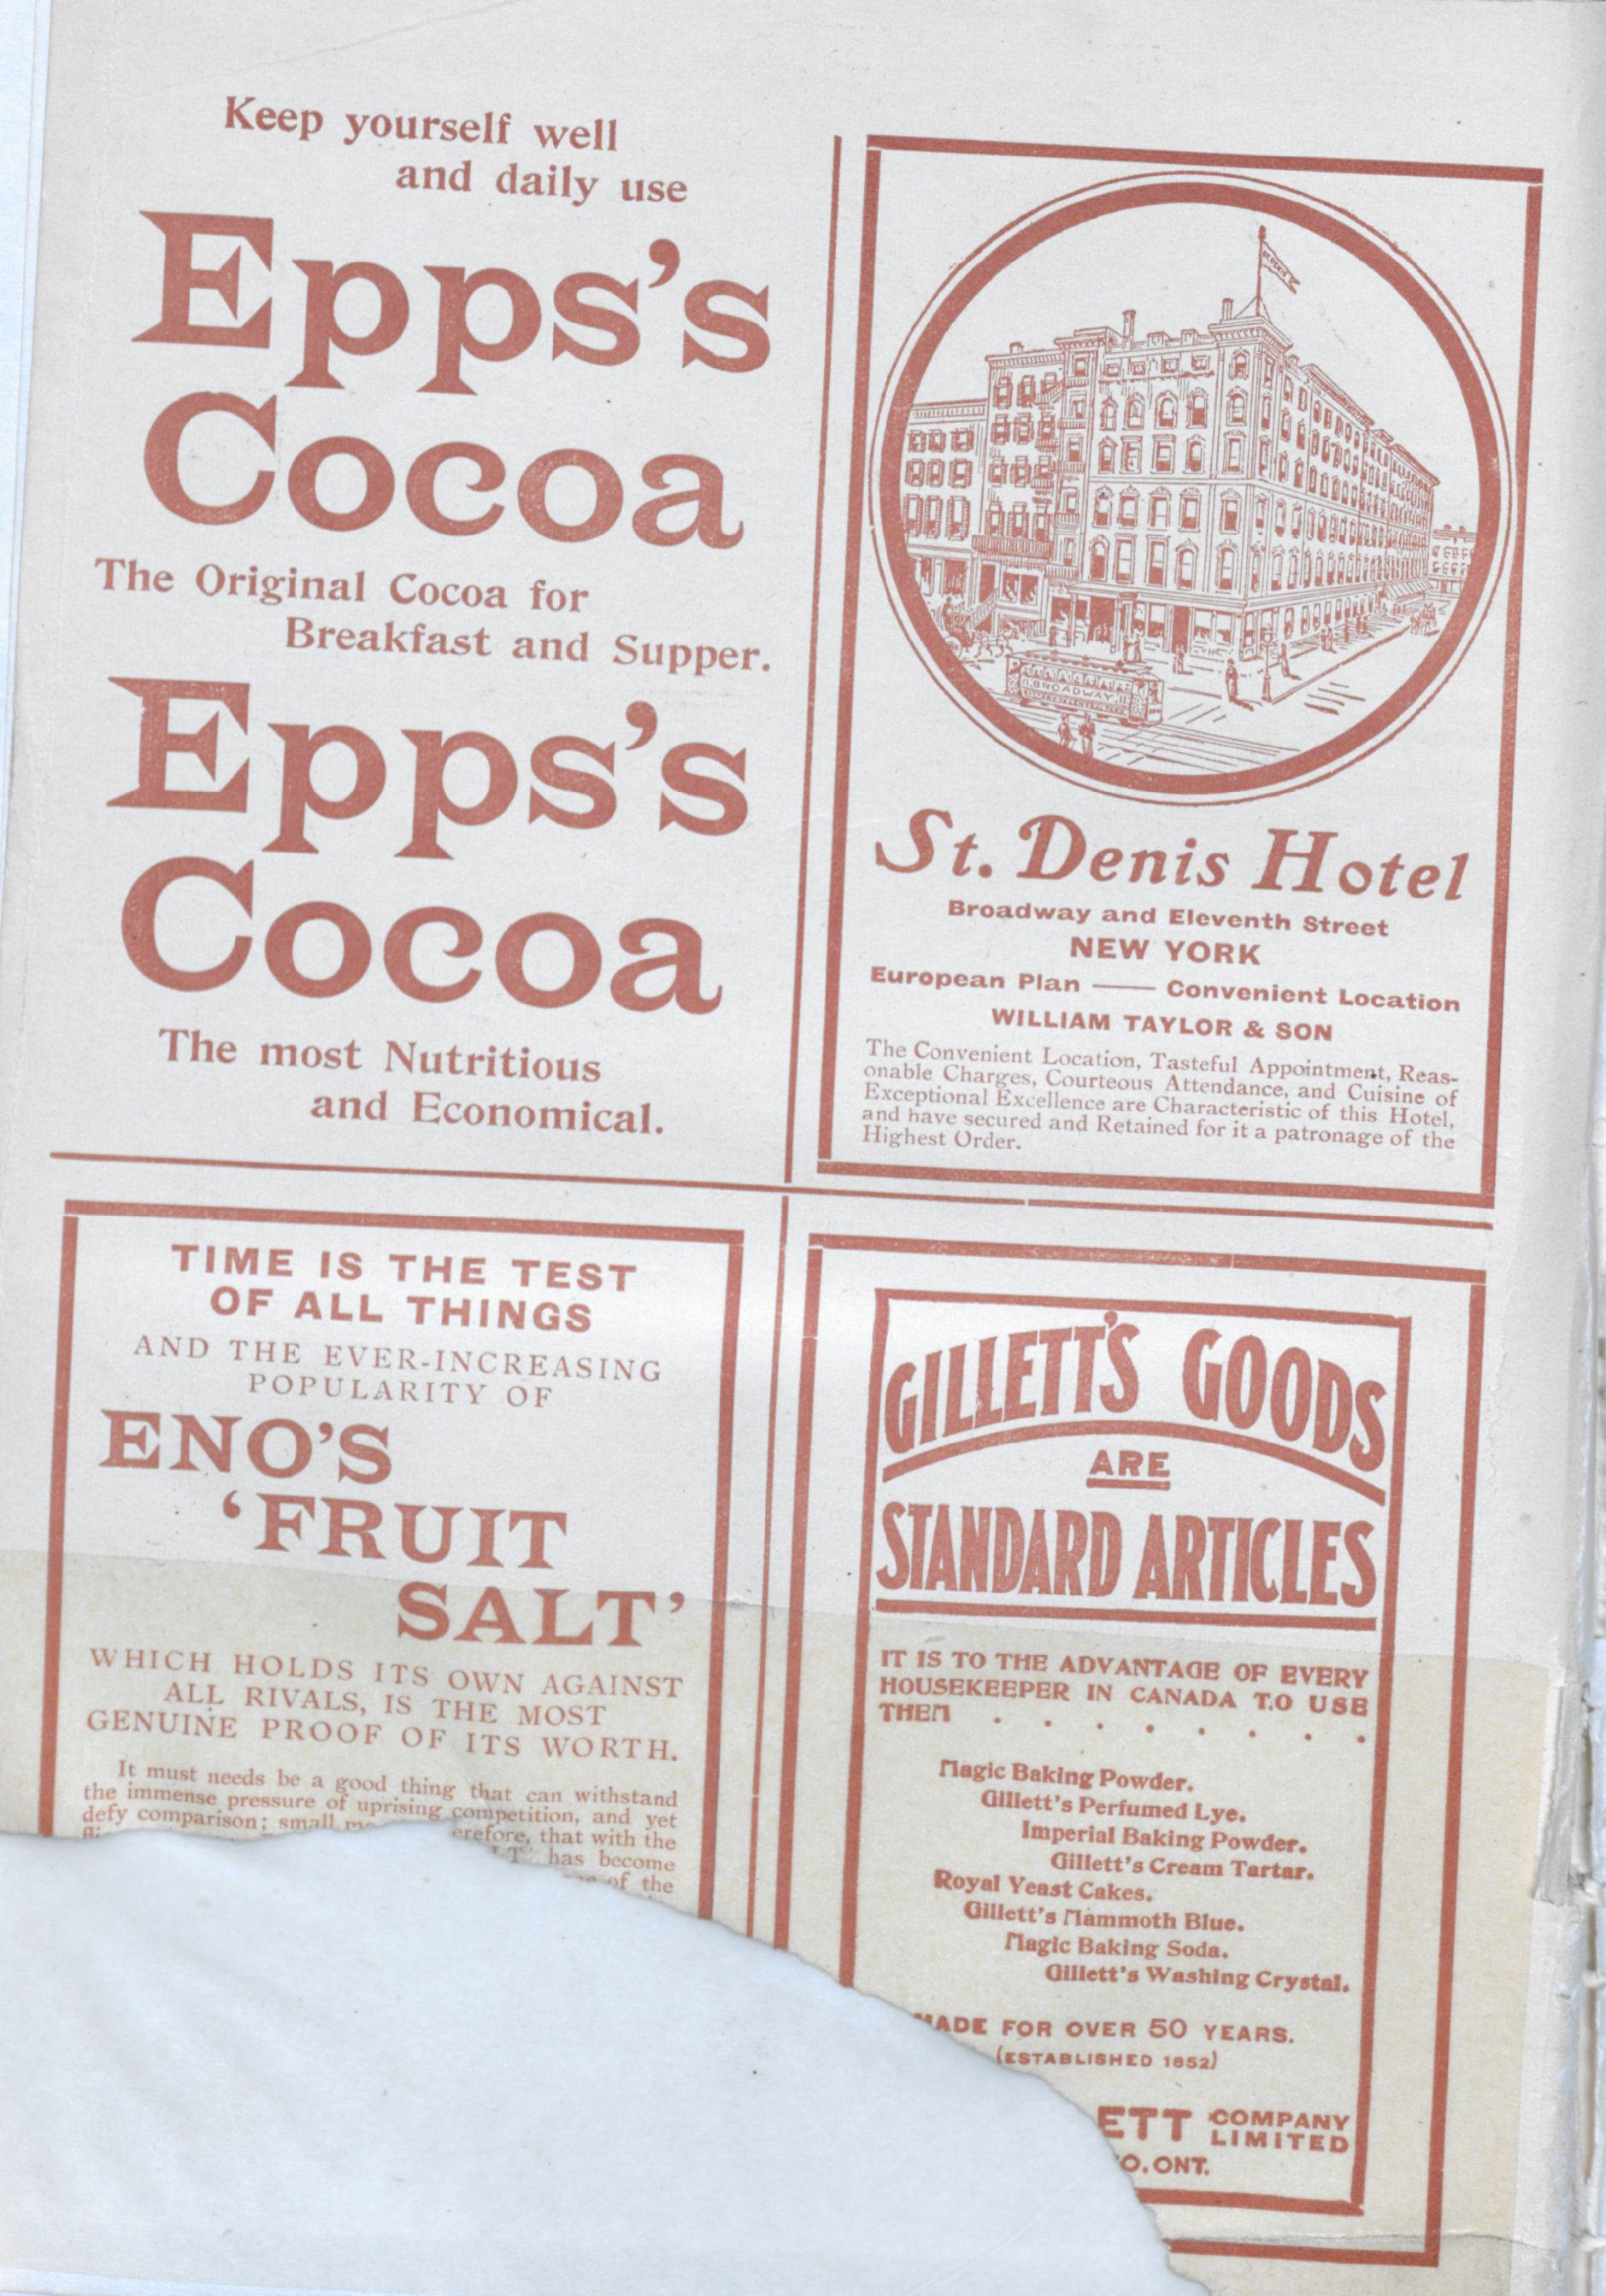 Keep yourself well
and daily use
Epps's
Cocoa
The Original Cocoa for
Breakfast and Supper.
Epps's
Cocoa
The most Nutritious
and Economical.
ST. DENIS
BROADWAY
St. Denis Hotel
Broadway and Eleventh Street
NEW YORK
European Plan —— Convenient Location
WILLIAM TAYLOR & SON
The Convenient Location, Tasteful Appointment, Reas-
onable Charges, Courteous Attendance, and Cuisine of
Exceptional Excellence are Characteristic of this Hotel,
and have secured and Retained for it a patronage of the
Highest Order.
TIME IS THE TEST
OF ALL THINGS
AND THE EVER-INCREASING
POPULARITY OF
ENO'S
'FRUIT
SALT'
WHICH HOLDS ITS OWN AGAINST
ALL RIVALS, IS THE MOST
GENUINE PROOF OF ITS WORTH.
It must needs be a good thing that can withstand
the immense pressure of uprising competition, and yet
defy comparison; small
erefore, that with the
LT' has become
of the
GILLETT'S GOODS
ARE
STANDARD ARTICLES
IT IS TO THE ADVANTAGE OF EVERY
HOUSEKEEPER IN CANADA TO USE
THEM . . . . . . . .
Magic Baking Powder.
Gillett's Perfumed Lye.
Imperial Baking Powder.
Gillett's Cream Tartar.
Royal Yeast Cakes.
Gillett's Mammoth Blue.
Magic Baking Soda.
Gillett's Washing Crystal.
MADE FOR OVER 50 YEARS.
(ESTABLISHED 1852)
ETT COMPANY
LIMITED
O. ONT.